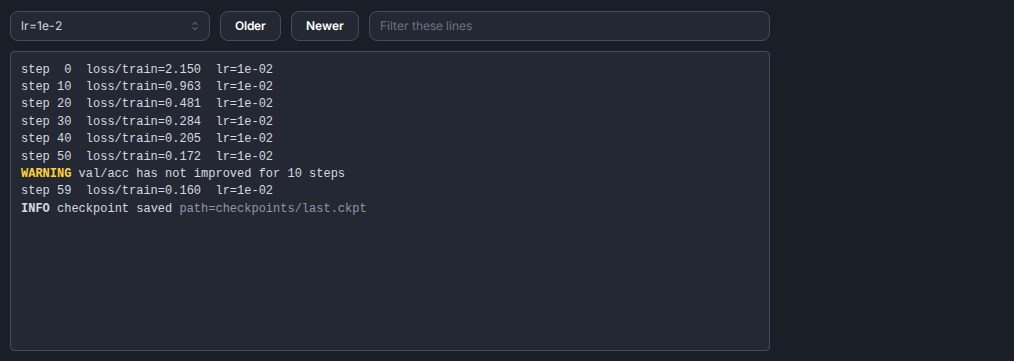 lr=1e-2 Older Newer Filter these lines
step  0  loss/train=2.150  lr=1e-02
step 10  loss/train=0.963  lr=1e-02
step 20  loss/train=0.481  lr=1e-02
step 30  loss/train=0.284  lr=1e-02
step 40  loss/train=0.205  lr=1e-02
step 50  loss/train=0.172  lr=1e-02
WARNING val/acc has not improved for 10 steps
step 59  loss/train=0.160  lr=1e-02
INFO checkpoint saved path=checkpoints/last.ckpt